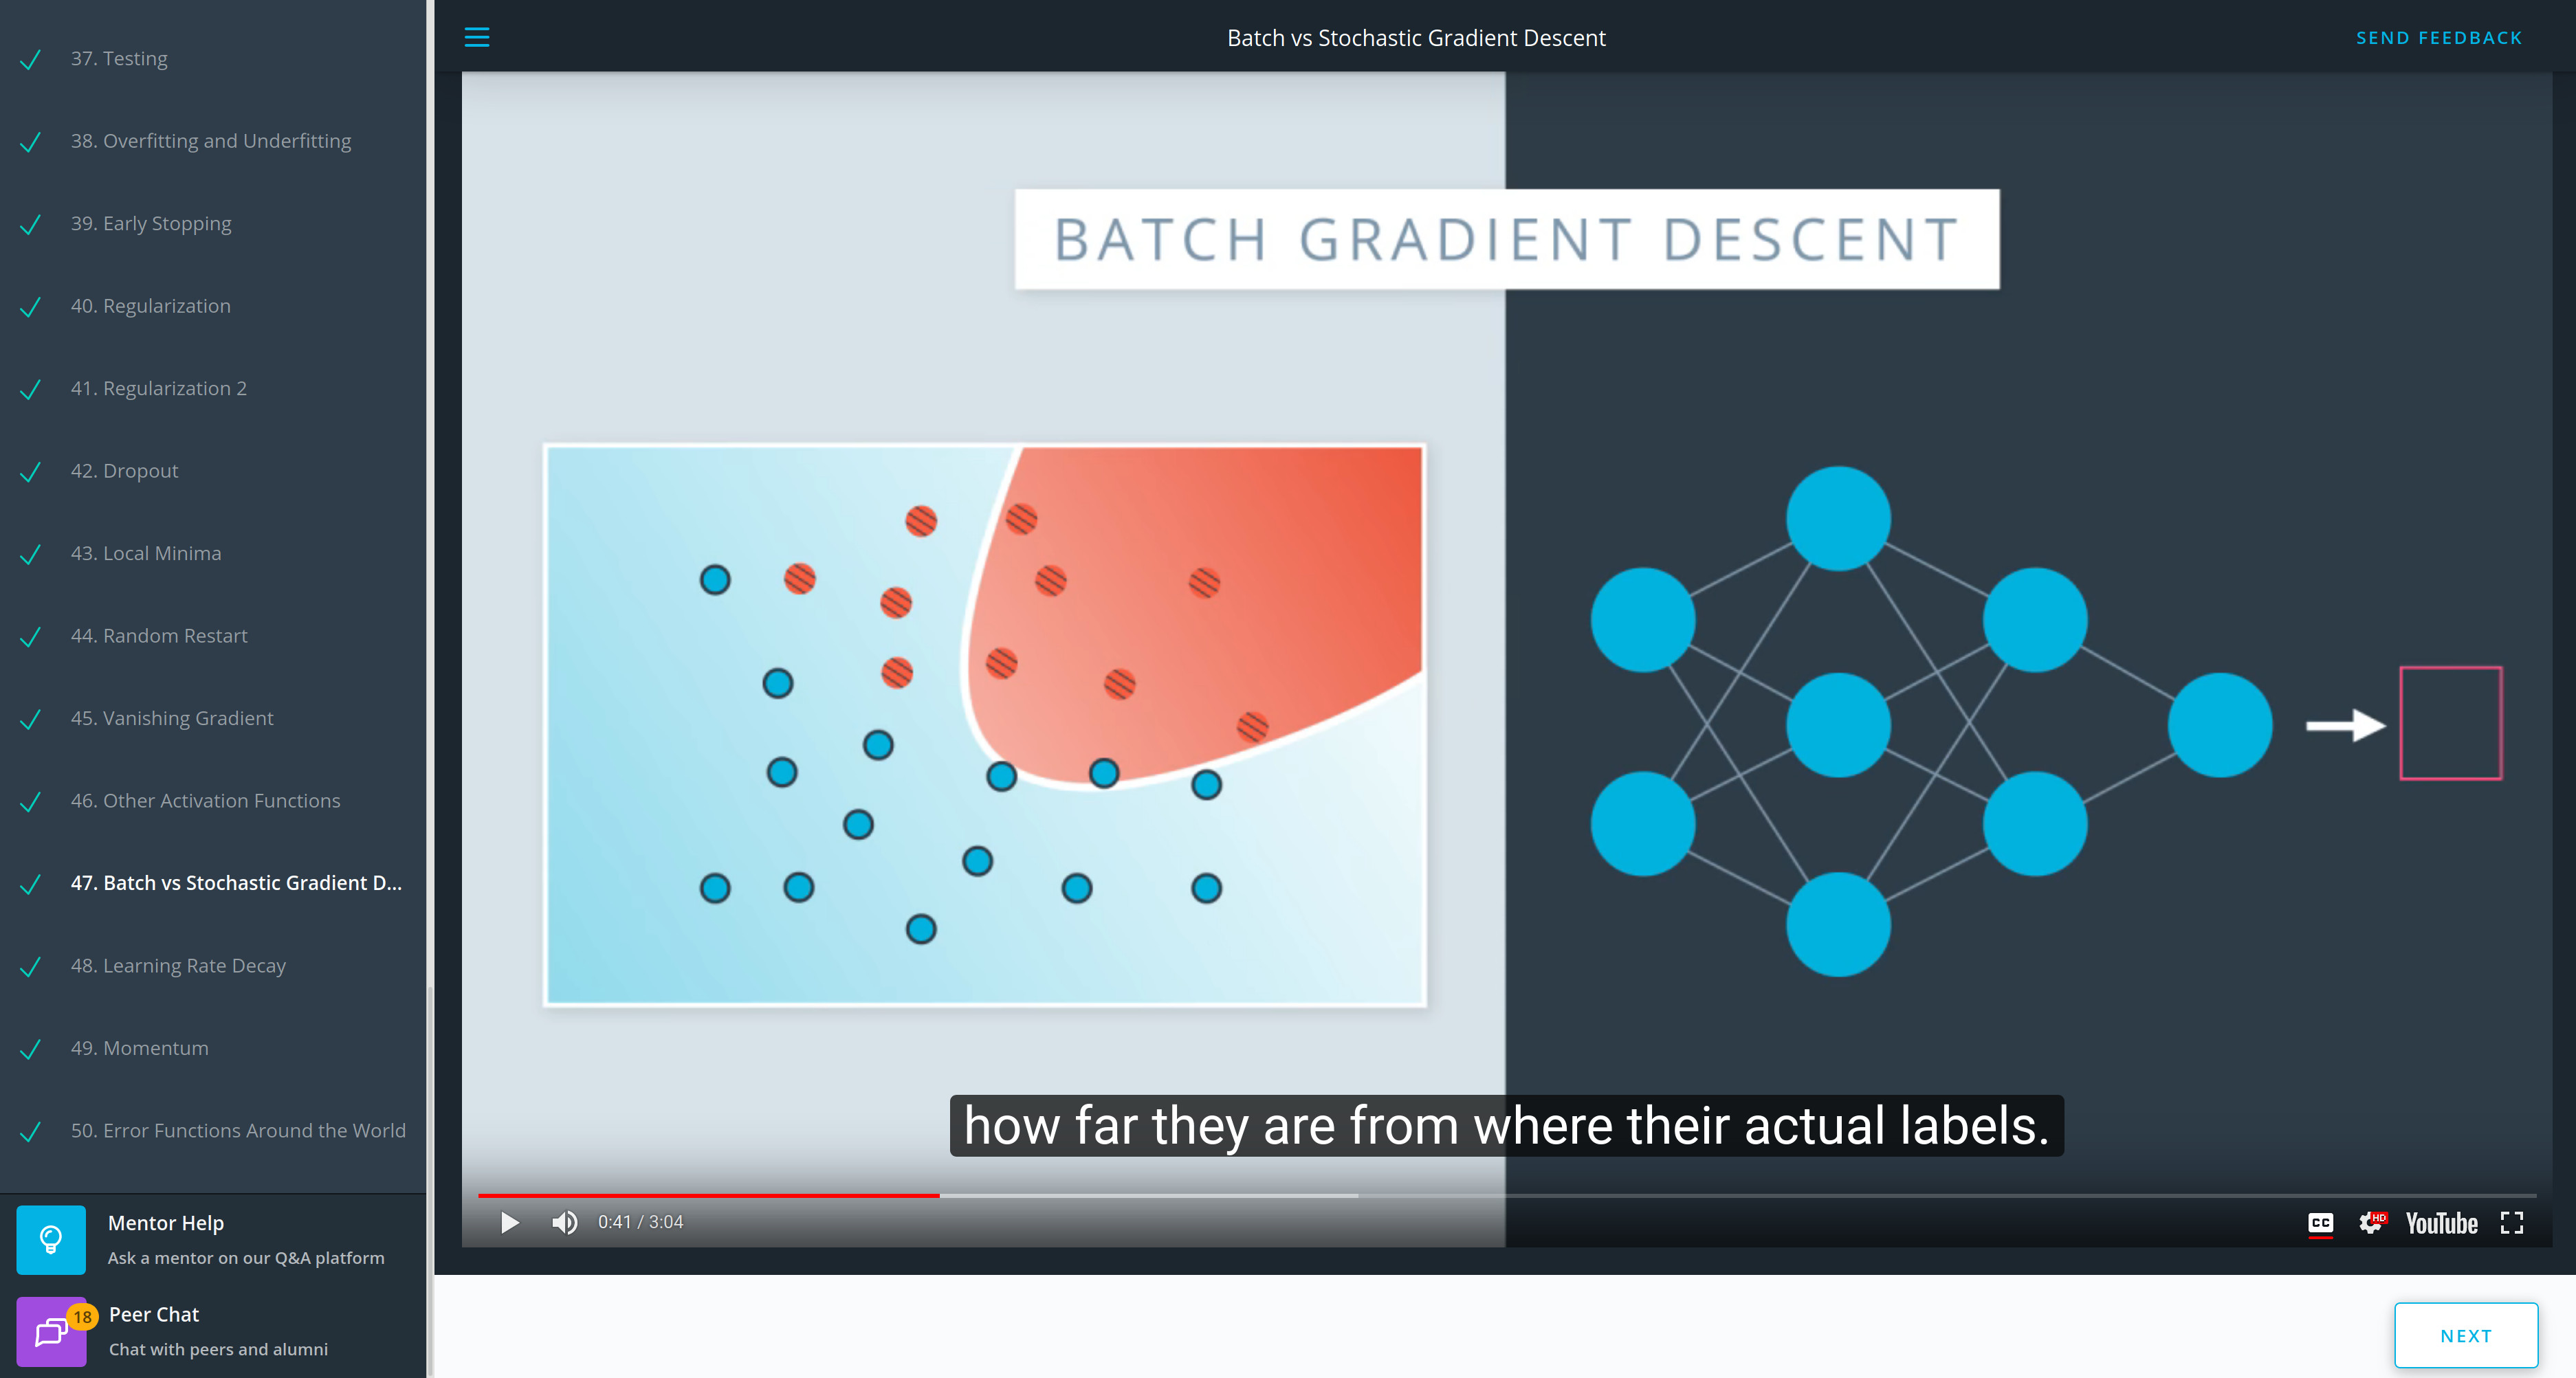 37. Testing
38. Overfitting and Underfitting
39. Early Stopping
40. Regularization
41. Regularization 2
42. Dropout
43. Local Minima
44. Random Restart
45. Vanishing Gradient
46. Other Activation Functions
47. Batch vs Stochastic Gradient D...
48. Learning Rate Decay
49. Momentum
50. Error Functions Around the World
Mentor Help
Ask a mentor on our Q&A platform
18
Peer Chat
Chat with peers and alumni
Batch vs Stochastic Gradient Descent
SEND FEEDBACK
BATCH GRADIENT DESCENT
how far they are from where their actual labels.
0:41 / 3:04
CC
HD
YouTube
NEXT